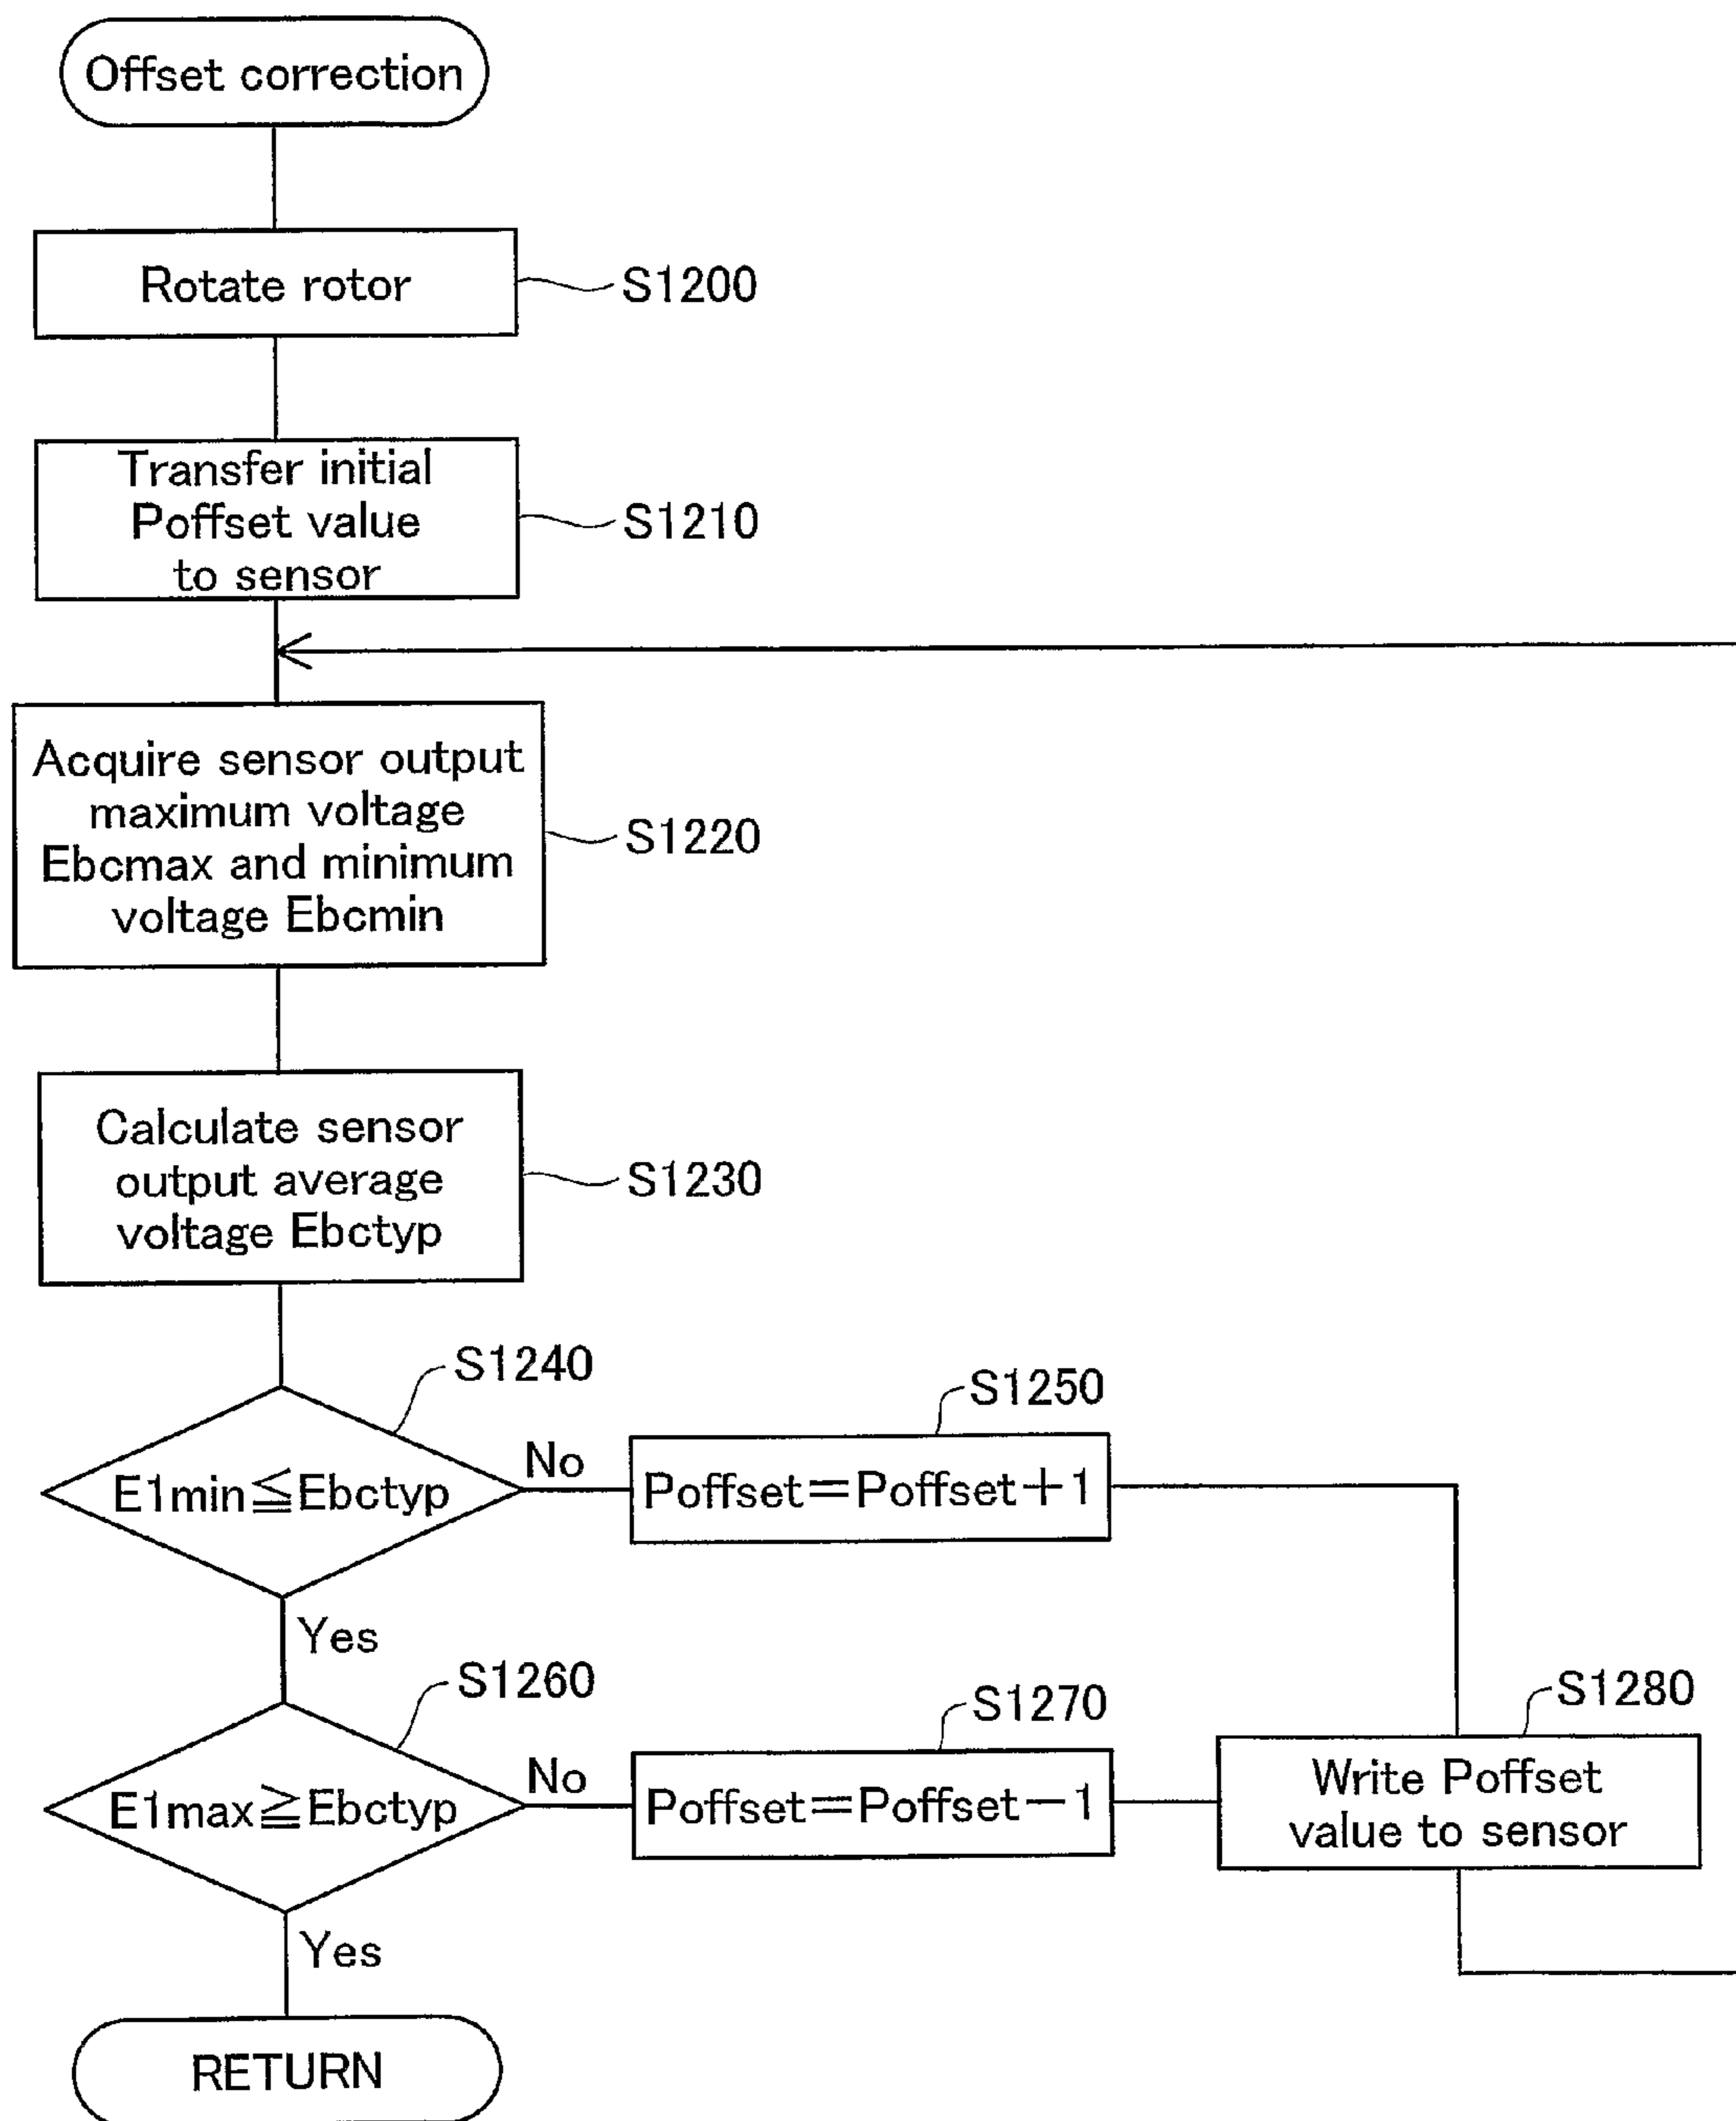 Offset correction
Rotate rotor
S1200
Transfer initial
Poffset value
to sensor
S1210
Acquire sensor output
maximum voltage
Ebcmax and minimum
voltage Ebcmin
S1220
Calculate sensor
output average
voltage Ebctyp
S1230
S1240
E1min≦Ebctyp
No
S1250
Poffset=Poffset+1
Yes
S1260
E1max≧Ebctyp
No
S1270
Poffset=Poffset−1
S1280
Write Poffset
value to sensor
Yes
RETURN